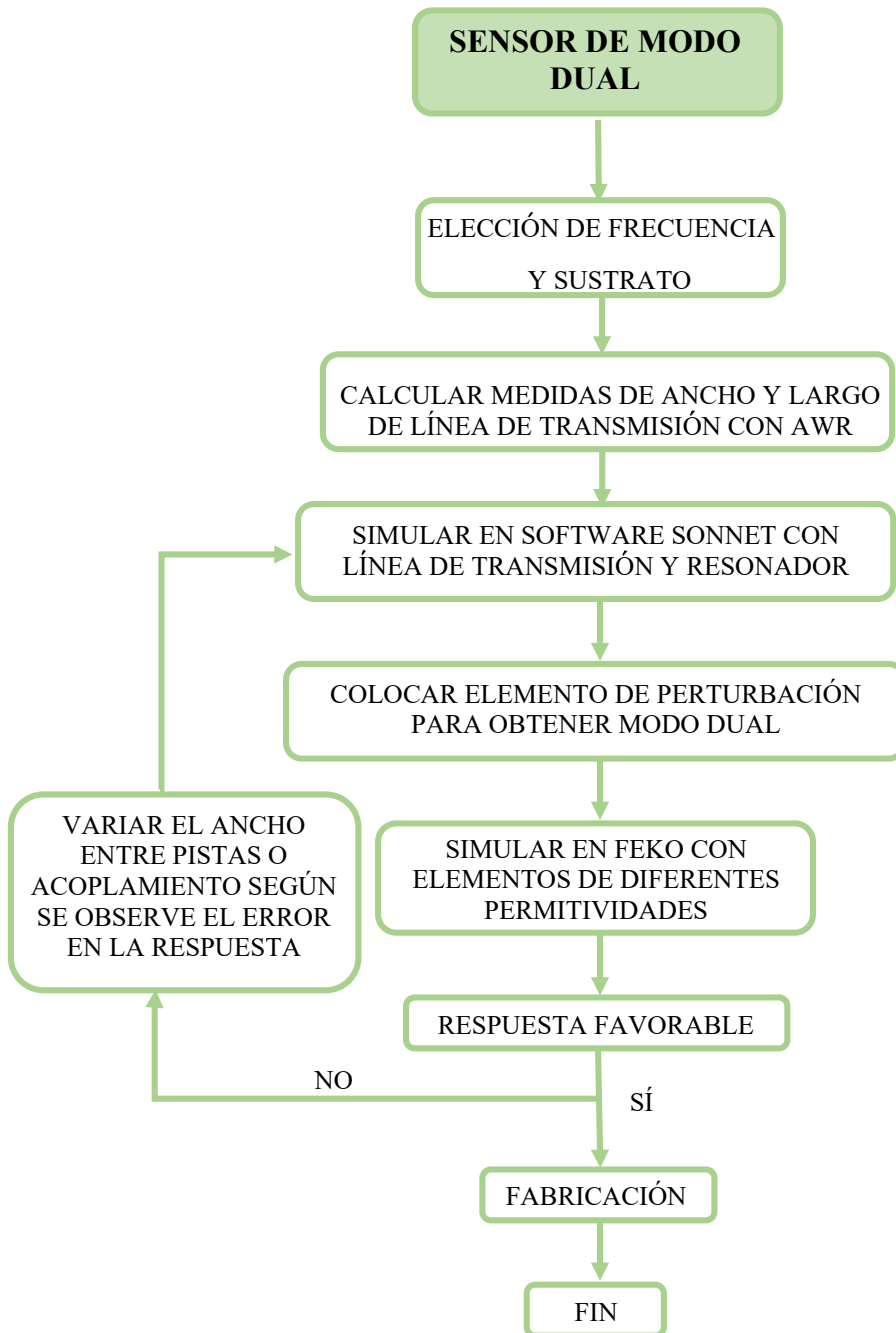 SENSOR DE MODO
DUAL
ELECCIÓN DE FRECUENCIA
Y SUSTRATO
CALCULAR MEDIDAS DE ANCHO Y LARGO
DE LÍNEA DE TRANSMISIÓN CON AWR
SIMULAR EN SOFTWARE SONNET CON
LÍNEA DE TRANSMISIÓN Y RESONADOR
COLOCAR ELEMENTO DE PERTURBACIÓN
PARA OBTENER MODO DUAL
SIMULAR EN FEKO CON
ELEMENTOS DE DIFERENTES
PERMITIVIDADES
VARIAR EL ANCHO
ENTRE PISTAS O
ACOPLAMIENTO SEGÚN
SE OBSERVE EL ERROR
EN LA RESPUESTA
RESPUESTA FAVORABLE
NO
SÍ
FABRICACIÓN
FIN